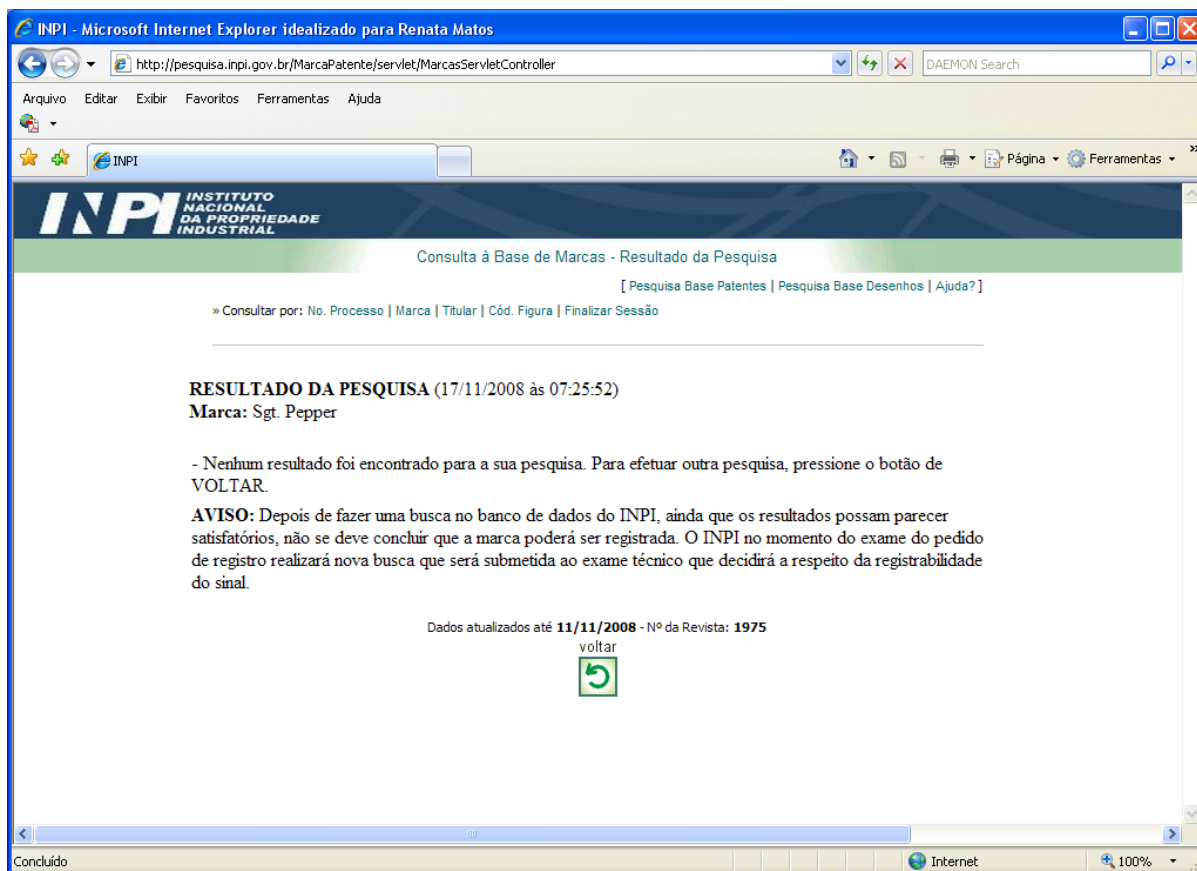 INPI - Microsoft Internet Explorer idealizado para Renata Matos
http://pesquisa.inpi.gov.br/MarcaPatente/servlet/MarcasServletController
DAEMON Search
Arquivo Editar Exibir Favoritos Ferramentas Ajuda
INPI
Página
Ferramentas
»
INPI
INSTITUTO
NACIONAL
DA PROPRIEDADE
INDUSTRIAL
Consulta à Base de Marcas - Resultado da Pesquisa
[ Pesquisa Base Patentes | Pesquisa Base Desenhos | Ajuda? ]
» Consultar por: No. Processo | Marca | Titular | Cód. Figura | Finalizar Sessão
RESULTADO DA PESQUISA (17/11/2008 às 07:25:52)
Marca: Sgt. Pepper
- Nenhum resultado foi encontrado para a sua pesquisa. Para efetuar outra pesquisa, pressione o botão de
VOLTAR.
AVISO: Depois de fazer uma busca no banco de dados do INPI, ainda que os resultados possam parecer
satisfatórios, não se deve concluir que a marca poderá ser registrada. O INPI no momento do exame do pedido
de registro realizará nova busca que será submetida ao exame técnico que decidirá a respeito da registrabilidade
do sinal.
Dados atualizados até 11/11/2008 - Nº da Revista: 1975
voltar
Concluído
Internet
100%